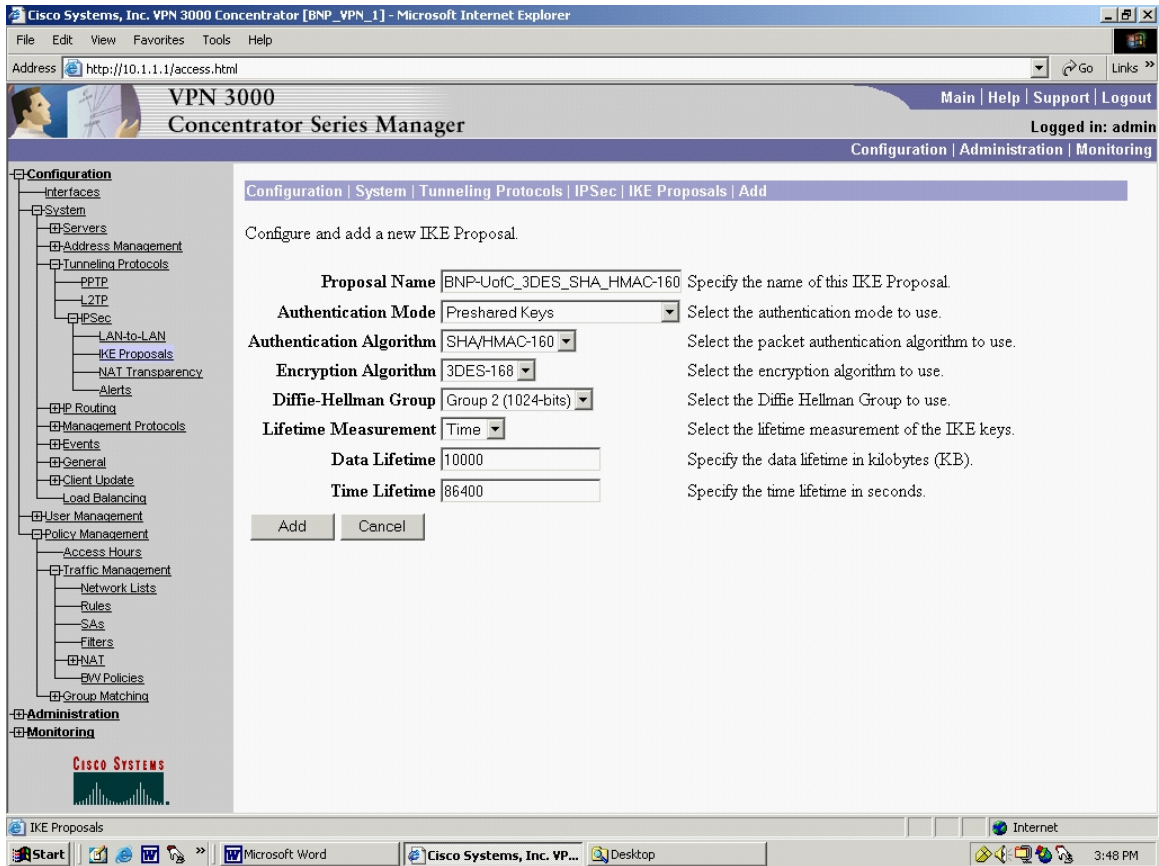 Cisco Systems, Inc. VPN 3000 Concentrator [BNP_VPN_1] - Microsoft Internet Explorer
File Edit View Favorites Tools Help
Address http://10.1.1.1/access.html Go Links »
VPN 3000
Concentrator Series Manager
Main | Help | Support | Logout
Logged in: admin
Configuration | Administration | Monitoring
Configuration
Interfaces
System
Servers
Address Management
Tunneling Protocols
PPTP
L2TP
IPSec
LAN-to-LAN
IKE Proposals
NAT Transparency
Alerts
IP Routing
Management Protocols
Events
General
Client Update
Load Balancing
User Management
Policy Management
Access Hours
Traffic Management
Network Lists
Rules
SAs
Filters
NAT
BW Policies
Group Matching
Administration
Monitoring
CISCO SYSTEMS
Configuration | System | Tunneling Protocols | IPSec | IKE Proposals | Add
Configure and add a new IKE Proposal.
Proposal Name BNP-UofC_3DES_SHA_HMAC-160 Specify the name of this IKE Proposal.
Authentication Mode Preshared Keys Select the authentication mode to use.
Authentication Algorithm SHA/HMAC-160 Select the packet authentication algorithm to use.
Encryption Algorithm 3DES-168 Select the encryption algorithm to use.
Diffie-Hellman Group Group 2 (1024-bits) Select the Diffie Hellman Group to use.
Lifetime Measurement Time Select the lifetime measurement of the IKE keys.
Data Lifetime 10000 Specify the data lifetime in kilobytes (KB).
Time Lifetime 86400 Specify the time lifetime in seconds.
Add Cancel
IKE Proposals Internet
Start » Microsoft Word Cisco Systems, Inc. VP... Desktop 3:48 PM